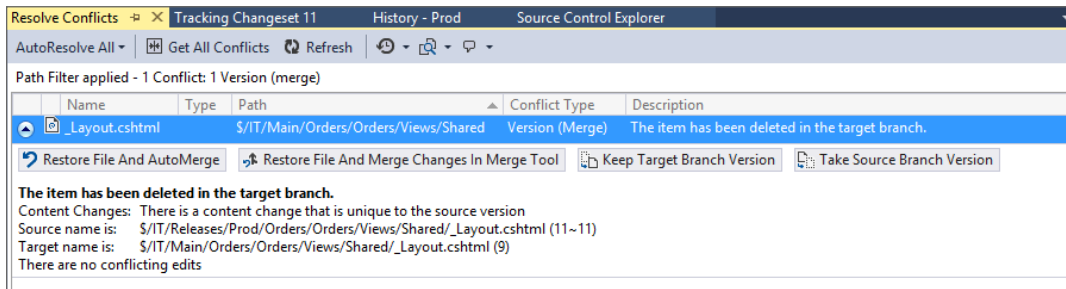 Resolve Conflicts Tracking Changeset 11 History - Prod Source Control Explorer
AutoResolve All Get All Conflicts Refresh
Path Filter applied - 1 Conflict: 1 Version (merge)
Name Type Path Conflict Type Description
_Layout.cshtml $/IT/Main/Orders/Orders/Views/Shared Version (Merge) The item has been deleted in the target branch.
Restore File And AutoMerge Restore File And Merge Changes In Merge Tool Keep Target Branch Version Take Source Branch Version
The item has been deleted in the target branch.
Content Changes: There is a content change that is unique to the source version
Source name is: $/IT/Releases/Prod/Orders/Orders/Views/Shared/_Layout.cshtml (11~11)
Target name is: $/IT/Main/Orders/Orders/Views/Shared/_Layout.cshtml (9)
There are no conflicting edits